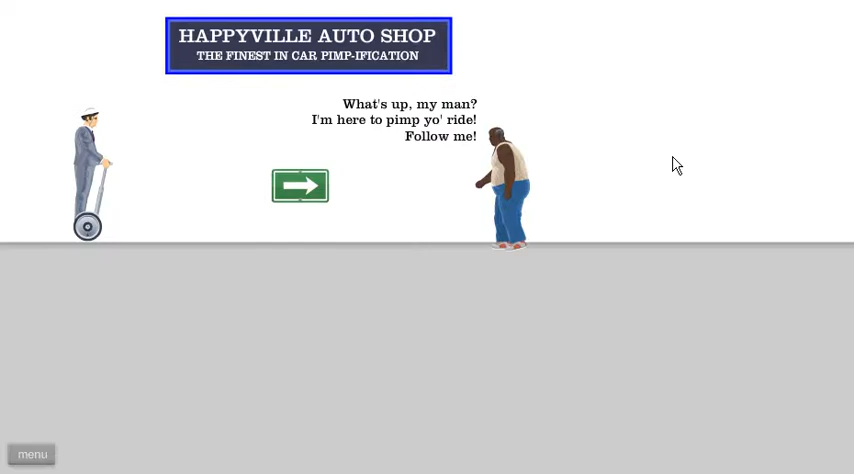 HAPPYVILLE AUTO SHOP
THE FINEST IN CAR PIMP-IFICATION
What's up, my man?
I'm here to pimp yo' ride!
Follow me!
menu